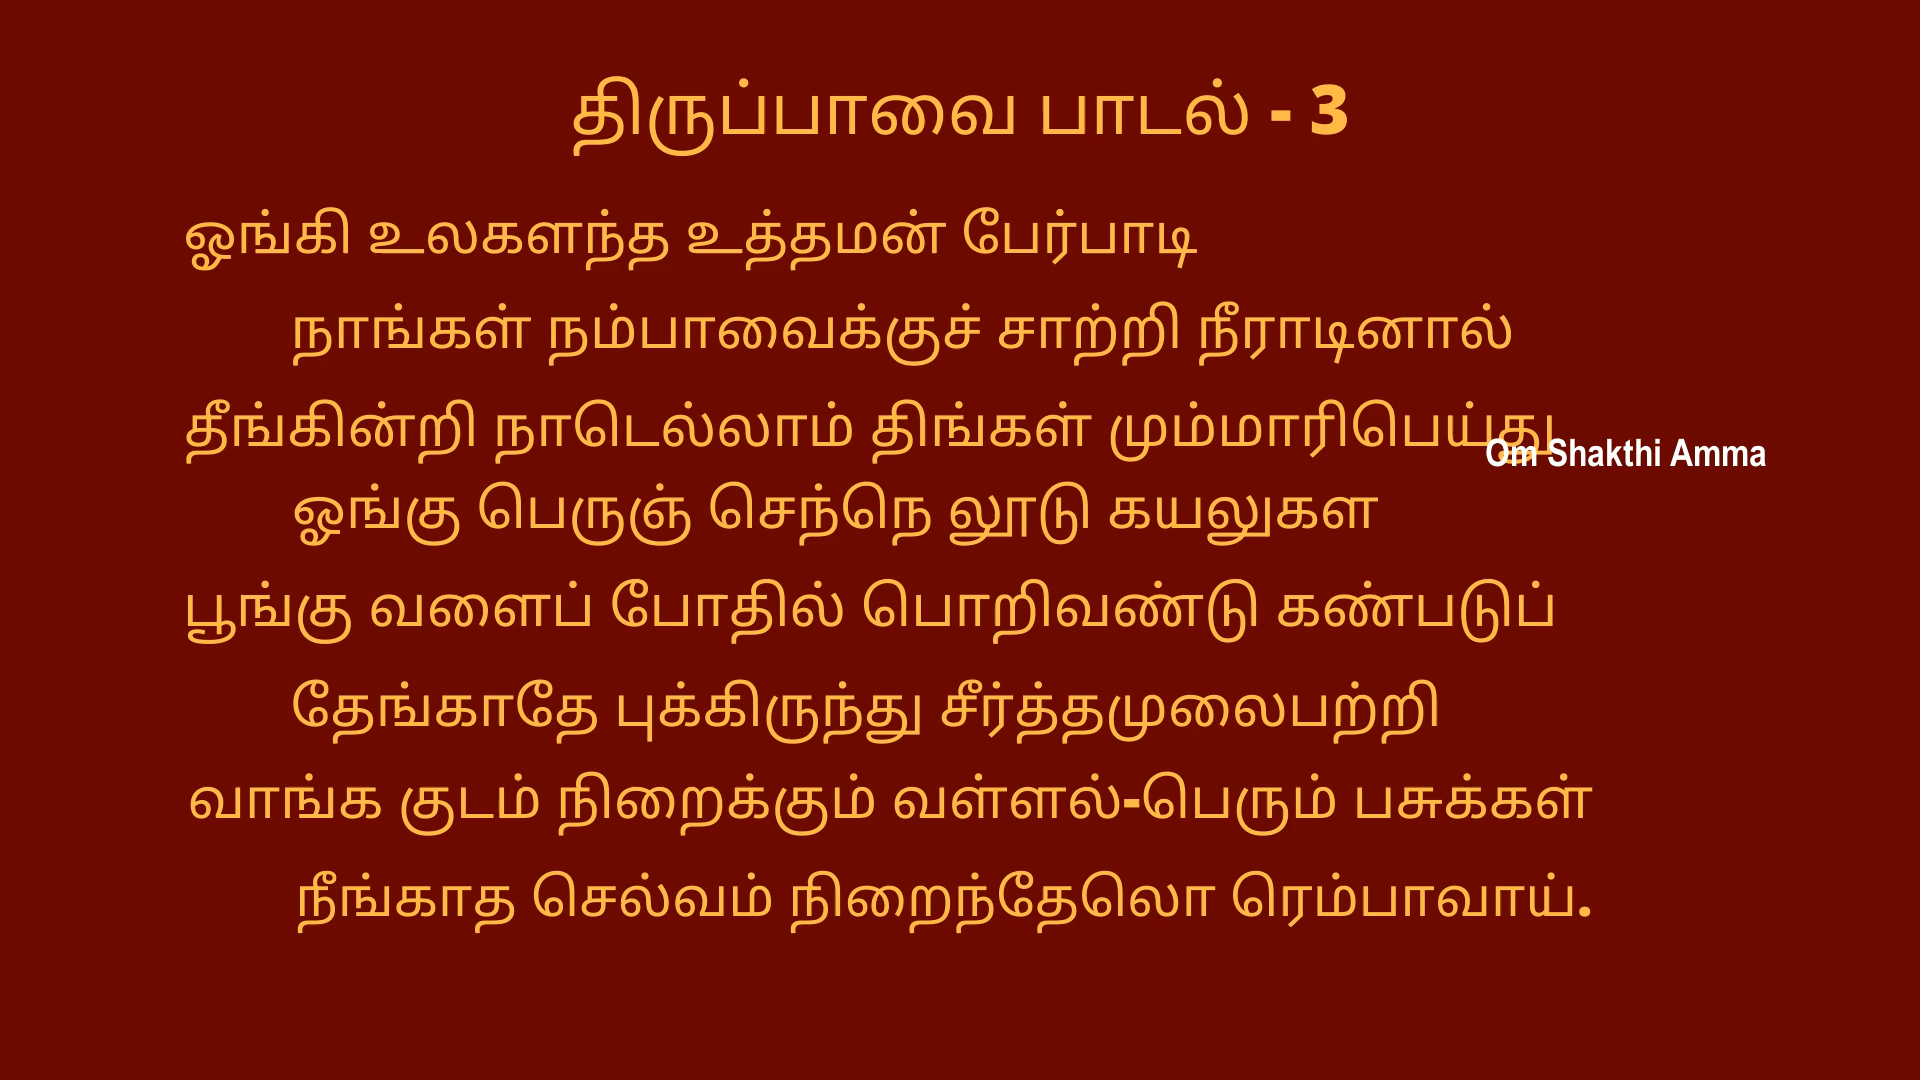 திருப்பாவை பாடல் - 3
ஓங்கி உலகளந்த உத்தமன் பேர்பாடி
நாங்கள் நம்பாவைக்குச் சாற்றி நீராடினால்
தீங்கின்றி நாடெல்லாம் திங்கள் மும்மாரிபெய்து
Om Shakthi Amma
ஓங்கு பெருஞ் செந்நெ லூடு கயலுகள
பூங்கு வளைப் போதில் பொறிவண்டு கண்படுப்
தேங்காதே புக்கிருந்து சீர்த்தமுலைபற்றி
வாங்க குடம் நிறைக்கும் வள்ளல்-பெரும் பசுக்கள்
நீங்காத செல்வம் நிறைந்தேலொ ரெம்பாவாய்.